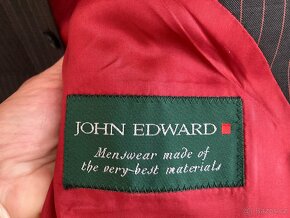 JOHN EDWARD
Menswear made of
the very-best materials